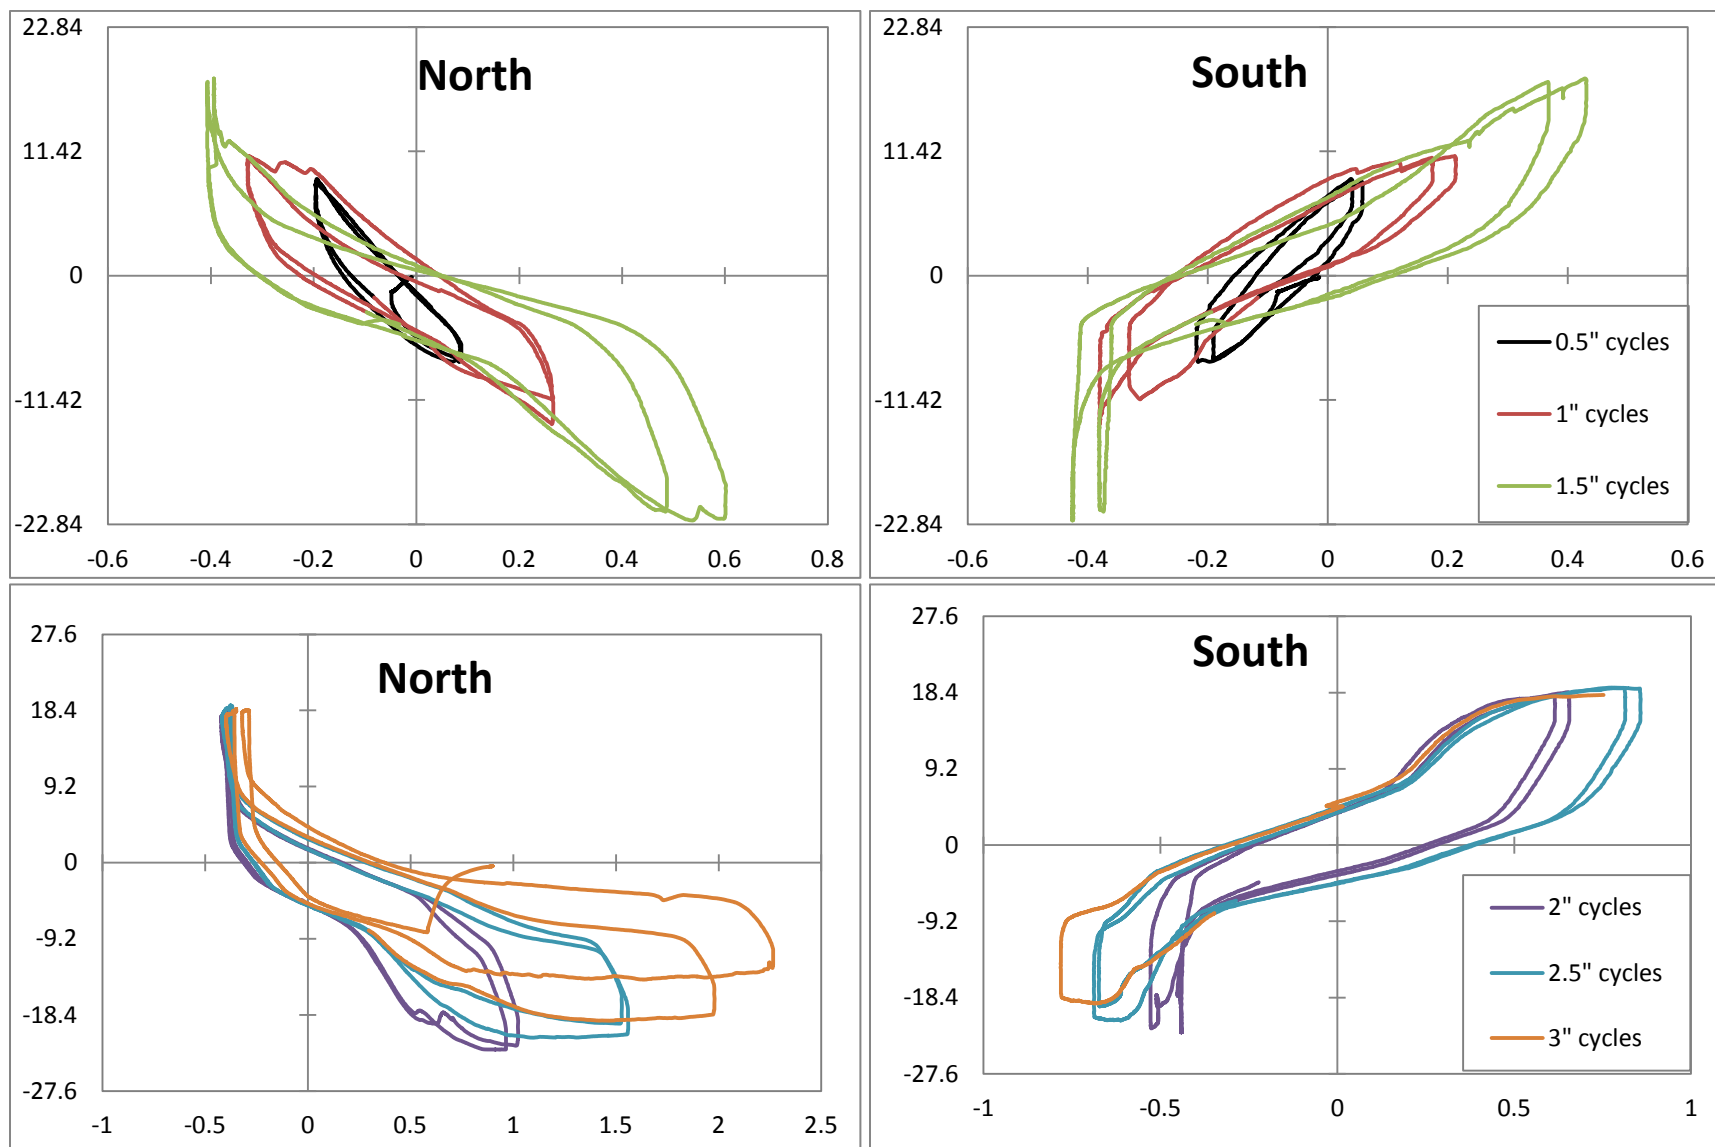 North
22.84
11.42
0
-11.42
-22.84
-0.6 -0.4 -0.2 0 0.2 0.4 0.6 0.8
South
22.84
11.42
0
-11.42
-22.84
-0.6 -0.4 -0.2 0 0.2 0.4 0.6
0.5" cycles
1" cycles
1.5" cycles
North
27.6
18.4
9.2
0
-9.2
-18.4
-27.6
-1 -0.5 0 0.5 1 1.5 2 2.5
South
27.6
18.4
9.2
0
-9.2
-18.4
-27.6
-1 -0.5 0 0.5 1
2" cycles
2.5" cycles
3" cycles